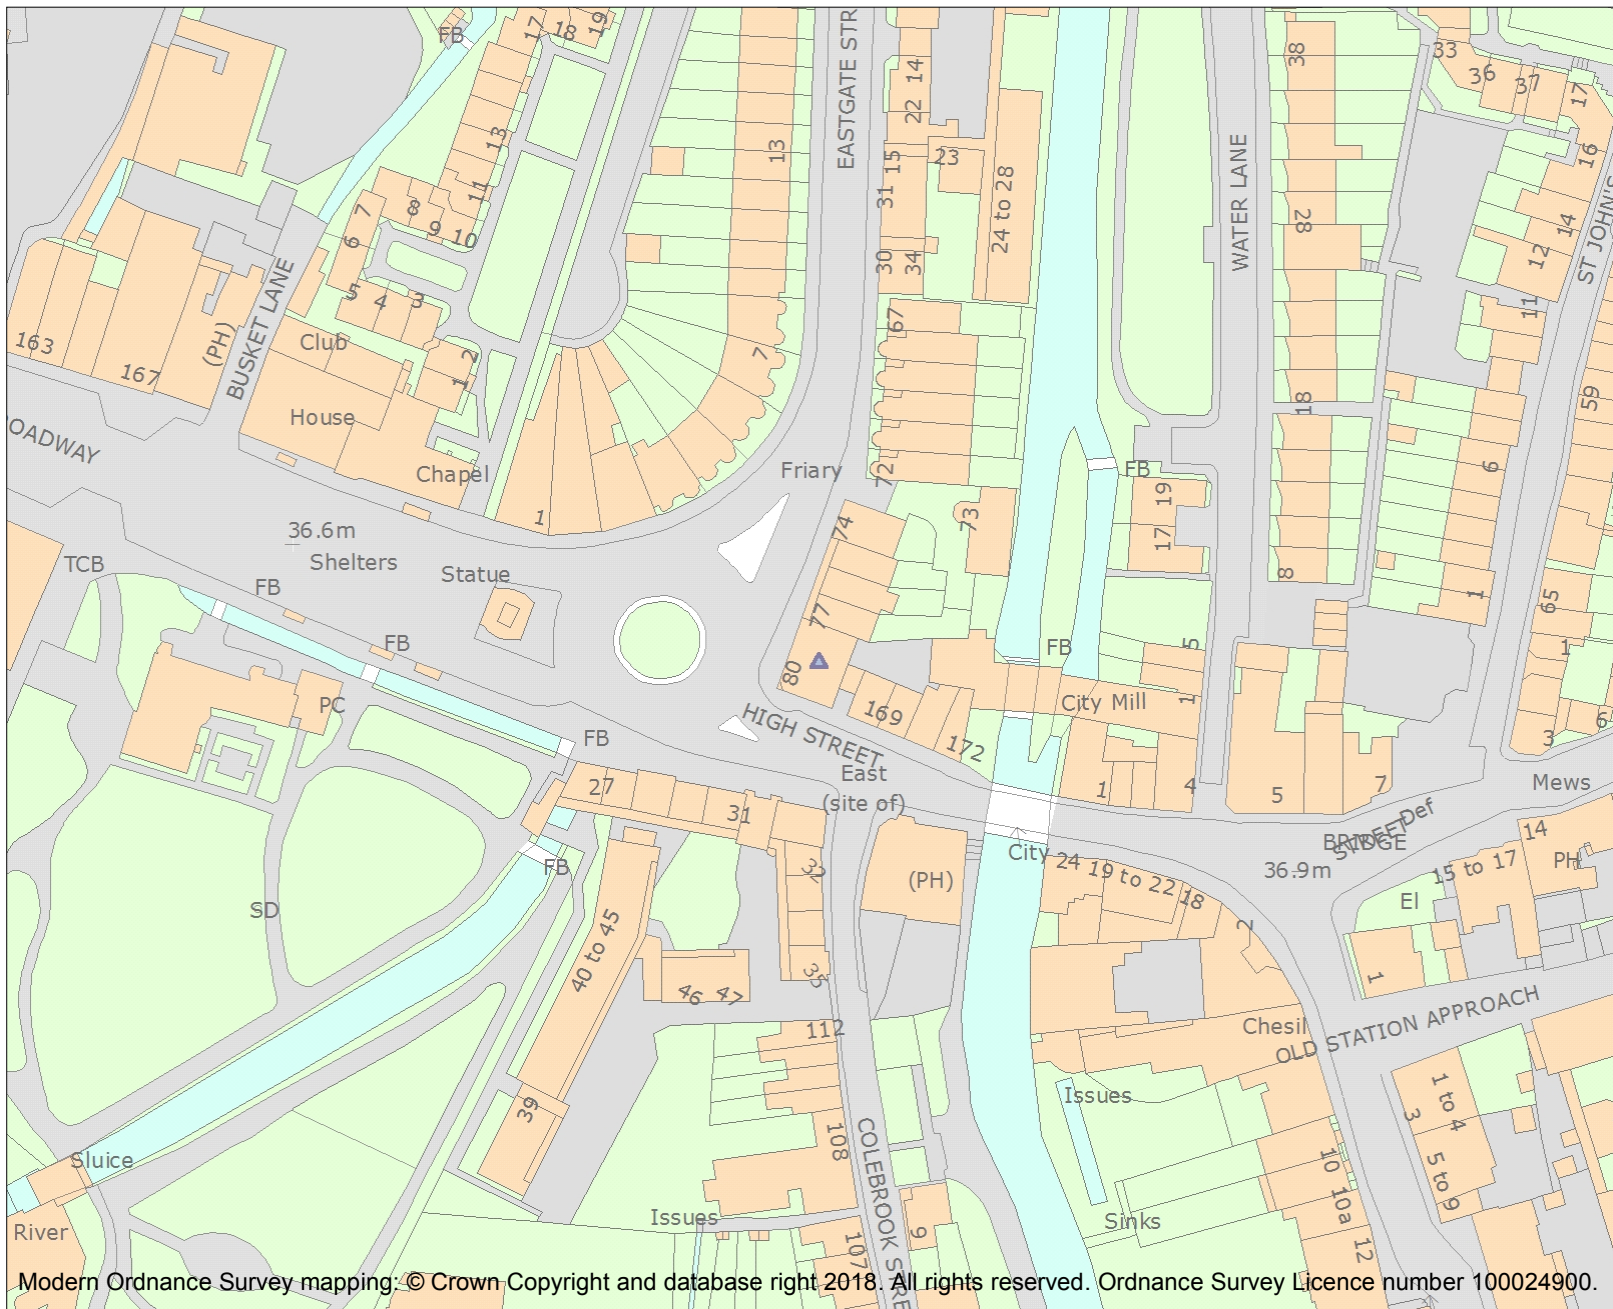 FB
17
18
19
EASTGATE STR
14
22
38
33
36
37
17
13
13
15
23
31
24 to 28
WATER LANE
16
11
7
8
9
10
6
28
14
12
ST JOHN'S
30
34
5
4
3
BUSKET LANE
67
11
163
(PH)
Club
167
2
1
7
18
59
House
OADWAY
Chapel
Friary
72
FB
6
1
36.6m
Shelters
74
73
19
17
TCB
FB
Statue
8
1
65
77
FB
FB
5
1
80
PC
169
City Mill
1
HIGH STREET
172
6
3
FB
East
(site of)
27
31
1
4
5
7
Mews
Def
BRIDGE
STREET
14
FB
32
(PH)
City
24
19 to 22
18
36.9m
15 to 17
PH
El
SD
40 to 45
2
35
46
47
1
112
Chesil
OLD STATION APPROACH
39
Issues
1 to 4
3
108
COLEBROOK STRE
Sluice
10
5 to 9
10a
River
Issues
9
Sinks
107
12
Modern Ordnance Survey mapping: © Crown Copyright and database right 2018. All rights reserved. Ordnance Survey Licence number 100024900.